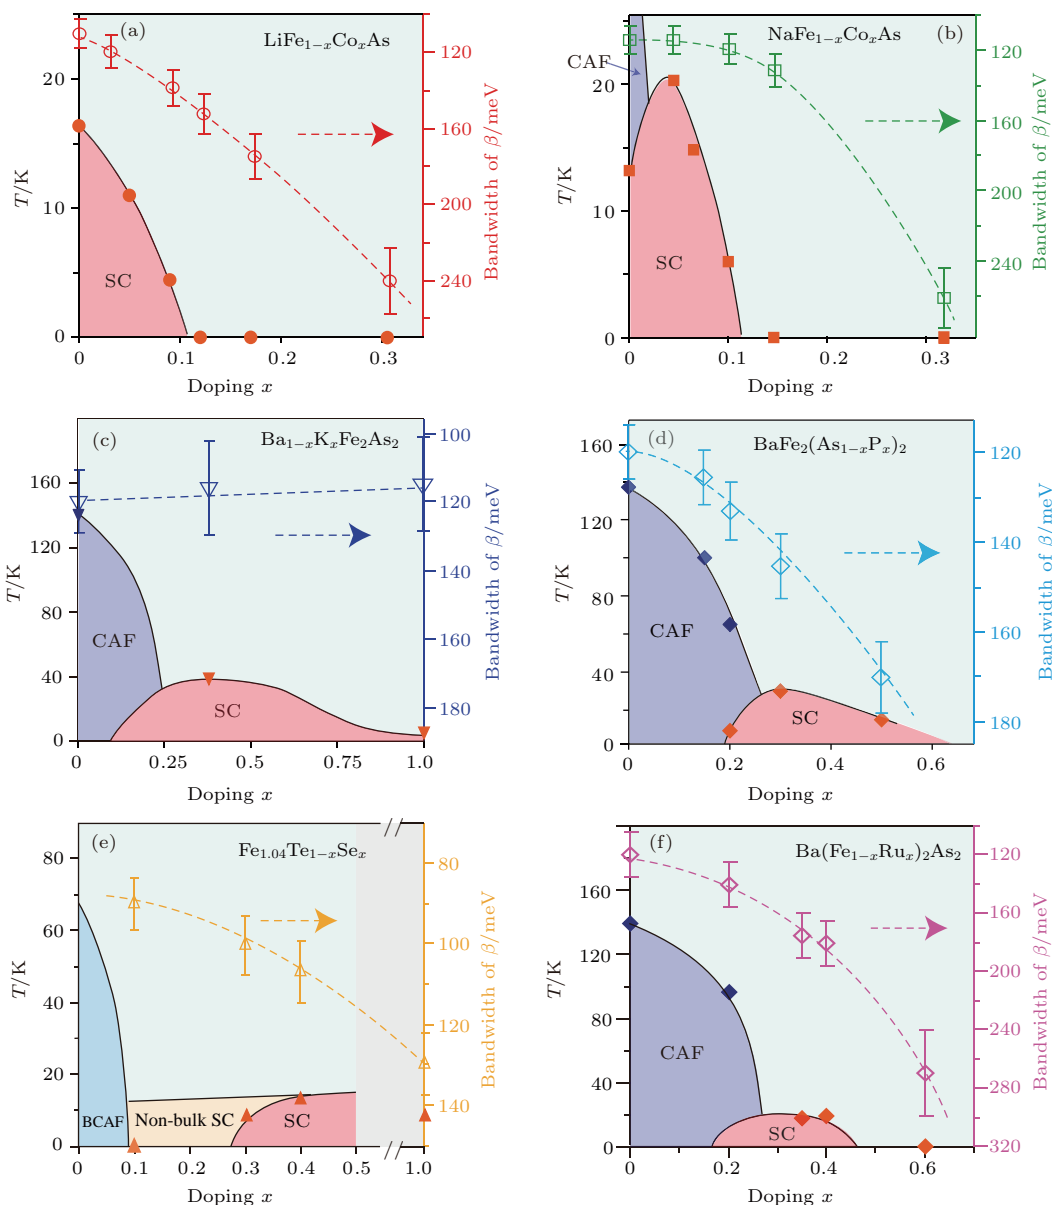 (a)
LiFe1−xCoxAs
T/K
20
10
0
SC
120
160
200
240
Bandwidth of β/meV
0 0.1 0.2 0.3
Doping x
(b)
NaFe1−xCoxAs
CAF
T/K
20
10
0
SC
120
160
200
240
Bandwidth of β/meV
0 0.1 0.2 0.3
Doping x
(c)
Ba1−xKxFe2As2
T/K
160
120
80
40
0
CAF
SC
100
120
140
160
180
Bandwidth of β/meV
0 0.25 0.5 0.75 1.0
Doping x
(d)
BaFe2(As1−xPx)2
T/K
160
120
80
40
0
CAF
SC
120
140
160
180
Bandwidth of β/meV
0 0.2 0.4 0.6
Doping x
(e)
Fe1.04Te1−xSex
T/K
80
60
40
20
0
BCAF
Non-bulk SC
SC
80
100
120
140
Bandwidth of β/meV
0 0.1 0.2 0.3 0.4 0.5 1.0
Doping x
(f)
Ba(Fe1−xRux)2As2
T/K
160
120
80
40
0
CAF
SC
120
160
200
240
270
320
Bandwidth of β/meV
0 0.2 0.4 0.6
Doping x